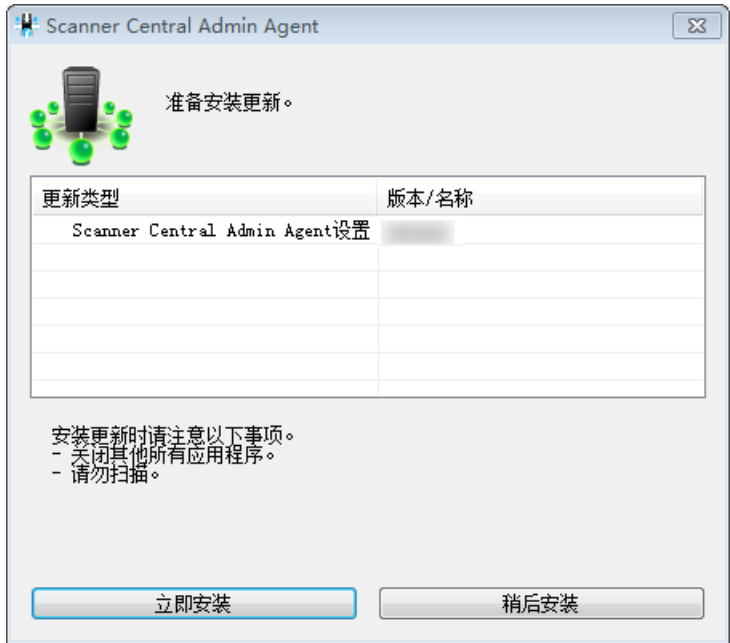 Scanner Central Admin Agent
准备安装更新。
更新类型 版本/名称
Scanner Central Admin Agent设置
安装更新时请注意以下事项。
- 关闭其他所有应用程序。
- 请勿扫描。
立即安装 稍后安装